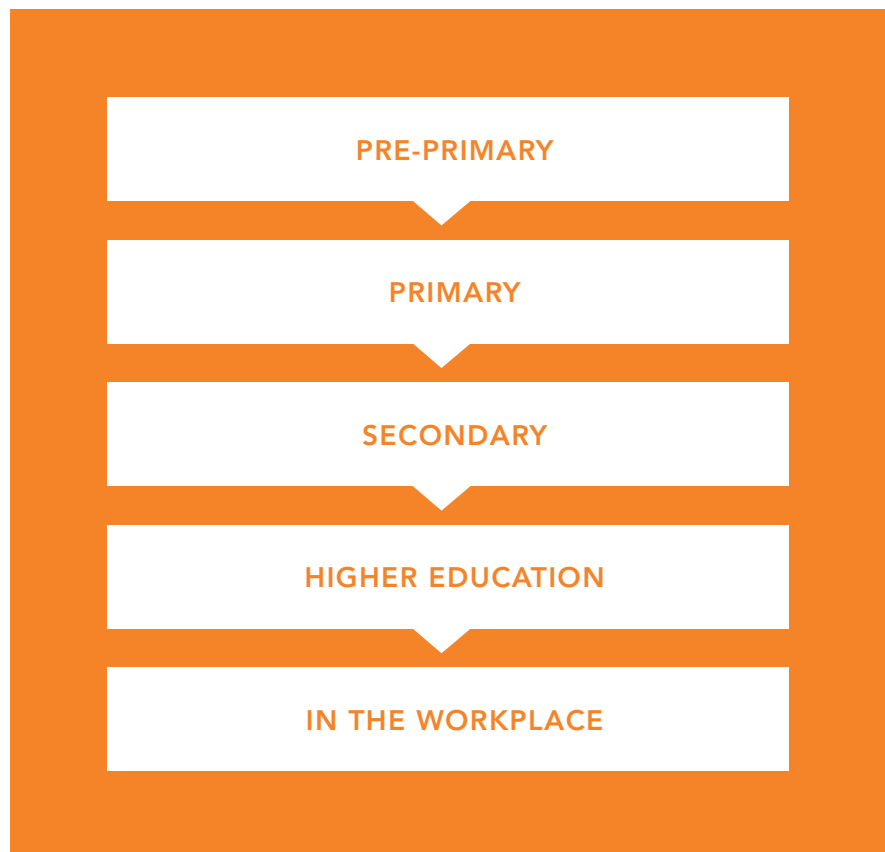 PRE-PRIMARY
PRIMARY
SECONDARY
HIGHER EDUCATION
IN THE WORKPLACE